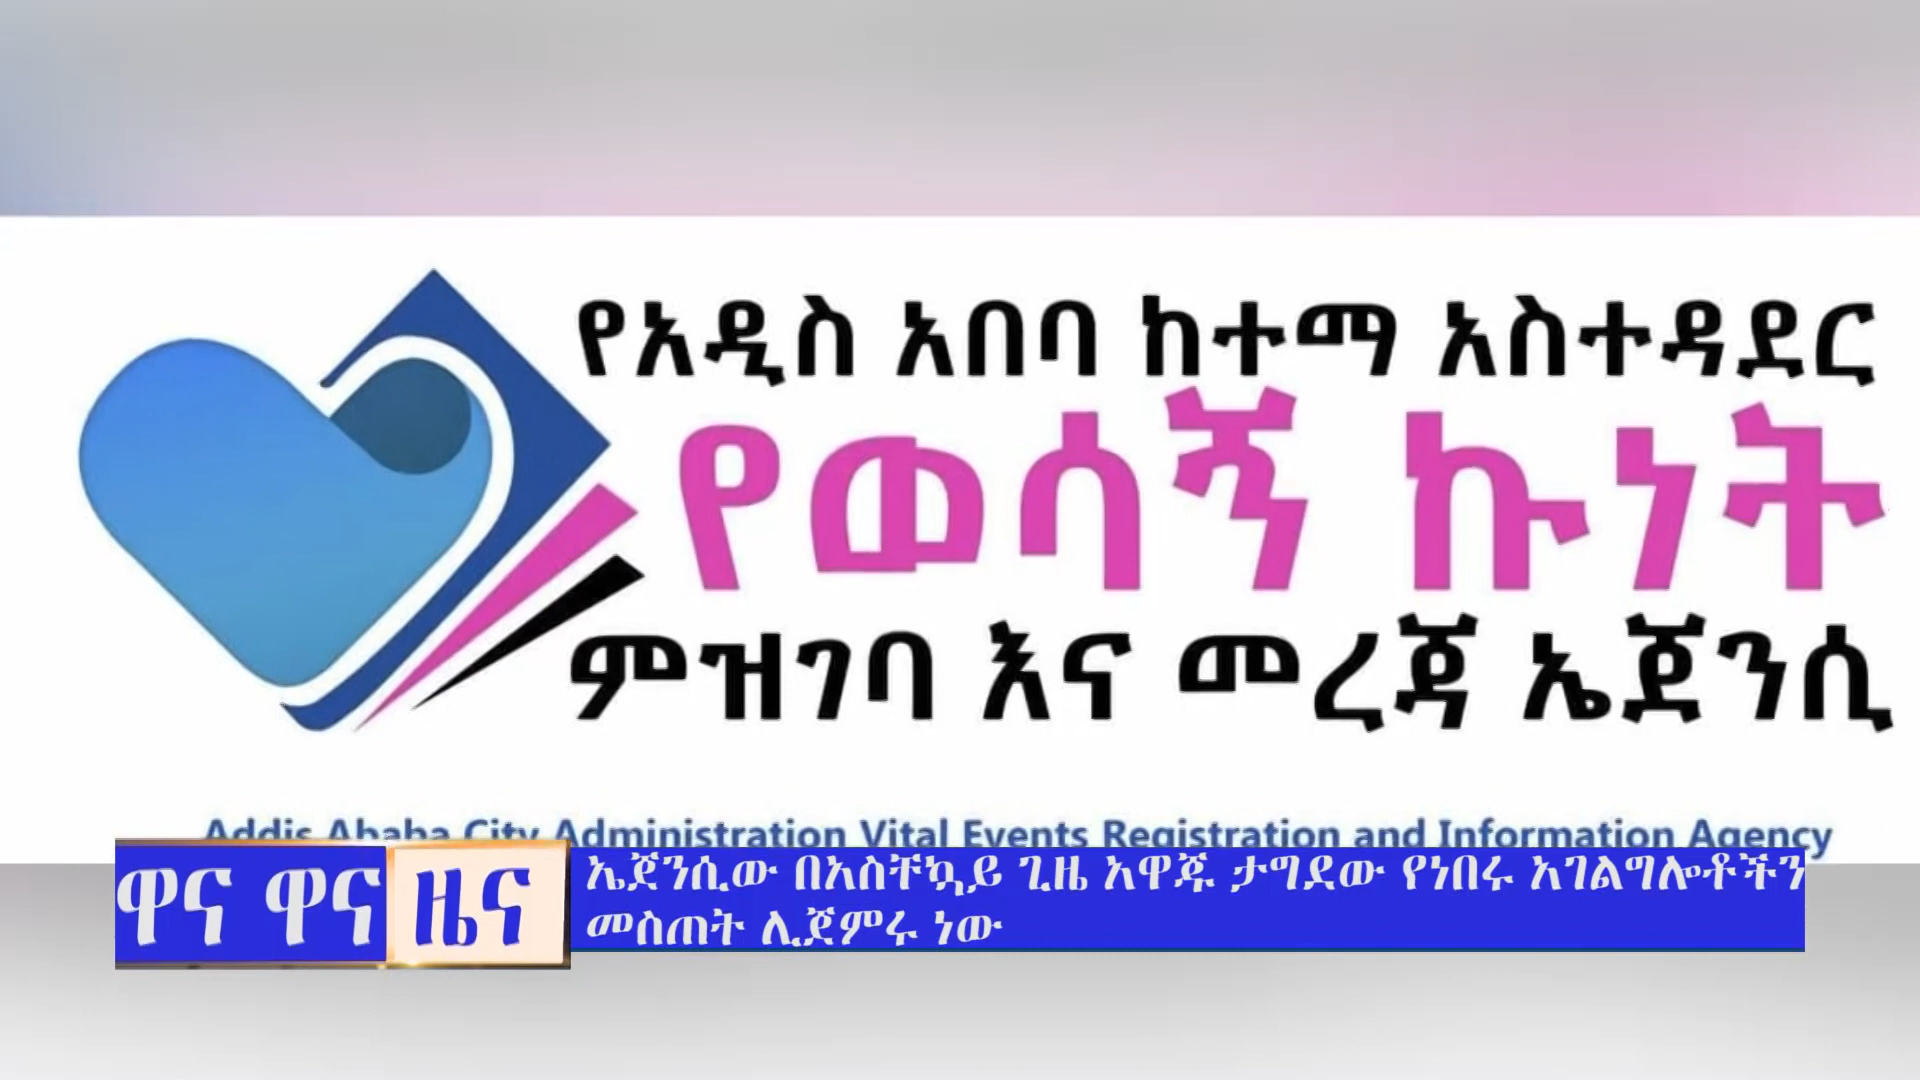 የአዲስ አበባ ከተማ አስተዳደር
የወሳኝ ኩነት
ምዝገባ እና መረጃ ኤጀንሲ
Addis Ababa City Administration Vital Events Registration and Information Agency
ዋና ዋና ዜና
ኤጀንሲው በአስቸኳይ ጊዜ አዋጁ ታግደው የነበሩ አገልግሎቶችን
መስጠት ሊጀምሩ ነው